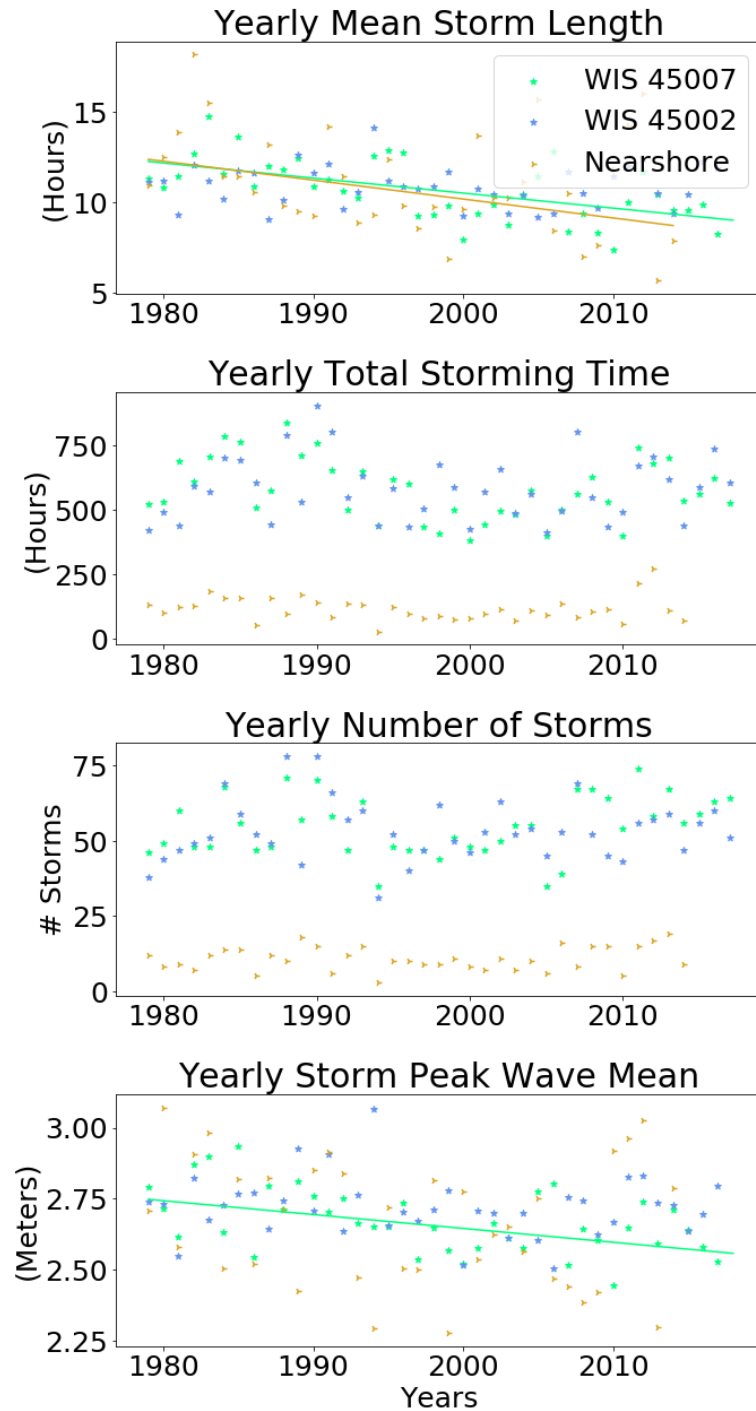 Yearly Mean Storm Length
(Hours)
15
10
5
WIS 45007
WIS 45002
Nearshore
1980 1990 2000 2010
Yearly Total Storming Time
(Hours)
750
500
250
0
1980 1990 2000 2010
Yearly Number of Storms
# Storms
75
50
25
0
1980 1990 2000 2010
Yearly Storm Peak Wave Mean
(Meters)
3.00
2.75
2.50
2.25
1980 1990 2000 2010
Years